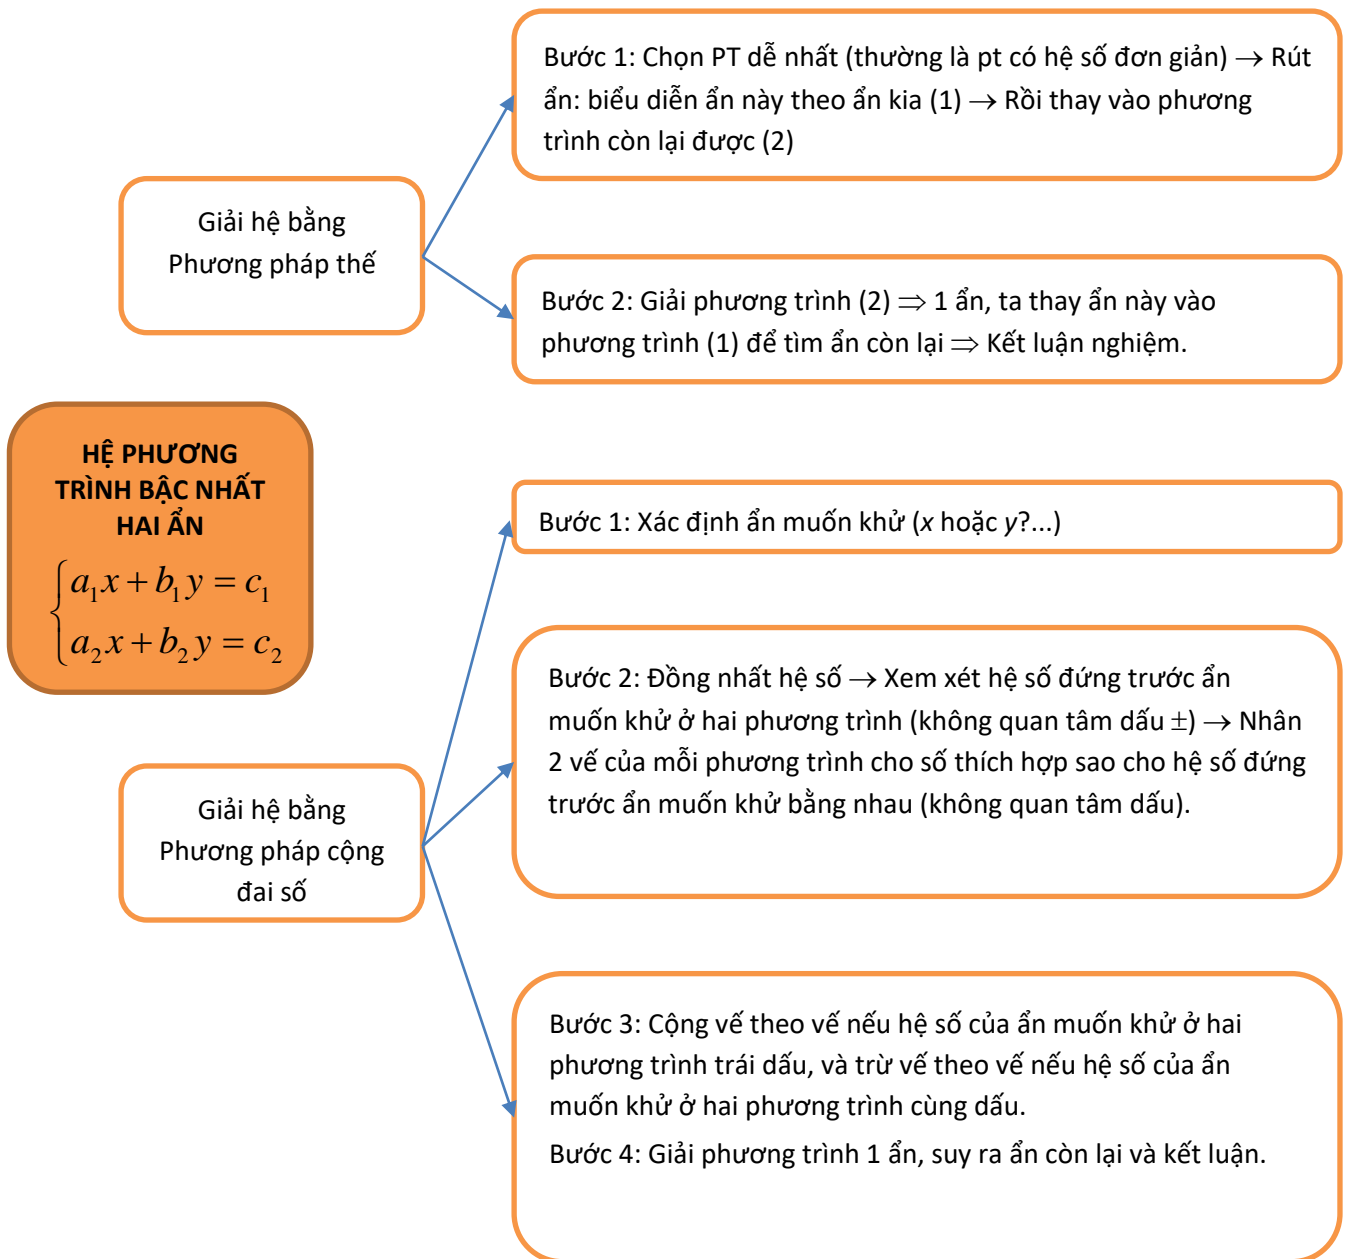 Bước 1: Chọn PT dễ nhất (thường là pt có hệ số đơn giản) → Rút
ẩn: biểu diễn ẩn này theo ẩn kia (1) → Rồi thay vào phương
trình còn lại được (2)
Giải hệ bằng
Phương pháp thế
Bước 2: Giải phương trình (2) ⇒ 1 ẩn, ta thay ẩn này vào
phương trình (1) để tìm ẩn còn lại ⇒ Kết luận nghiệm.
HỆ PHƯƠNG
TRÌNH BẬC NHẤT
HAI ẨN
a₁x + b₁y = c₁
a₂x + b₂y = c₂
Bước 1: Xác định ẩn muốn khử (x hoặc y?...)
Bước 2: Đồng nhất hệ số → Xem xét hệ số đứng trước ẩn
muốn khử ở hai phương trình (không quan tâm dấu ±) → Nhân
2 vế của mỗi phương trình cho số thích hợp sao cho hệ số đứng
trước ẩn muốn khử bằng nhau (không quan tâm dấu).
Giải hệ bằng
Phương pháp cộng
đai số
Bước 3: Cộng vế theo vế nếu hệ số của ẩn muốn khử ở hai
phương trình trái dấu, và trừ vế theo vế nếu hệ số của ẩn
muốn khử ở hai phương trình cùng dấu.
Bước 4: Giải phương trình 1 ẩn, suy ra ẩn còn lại và kết luận.